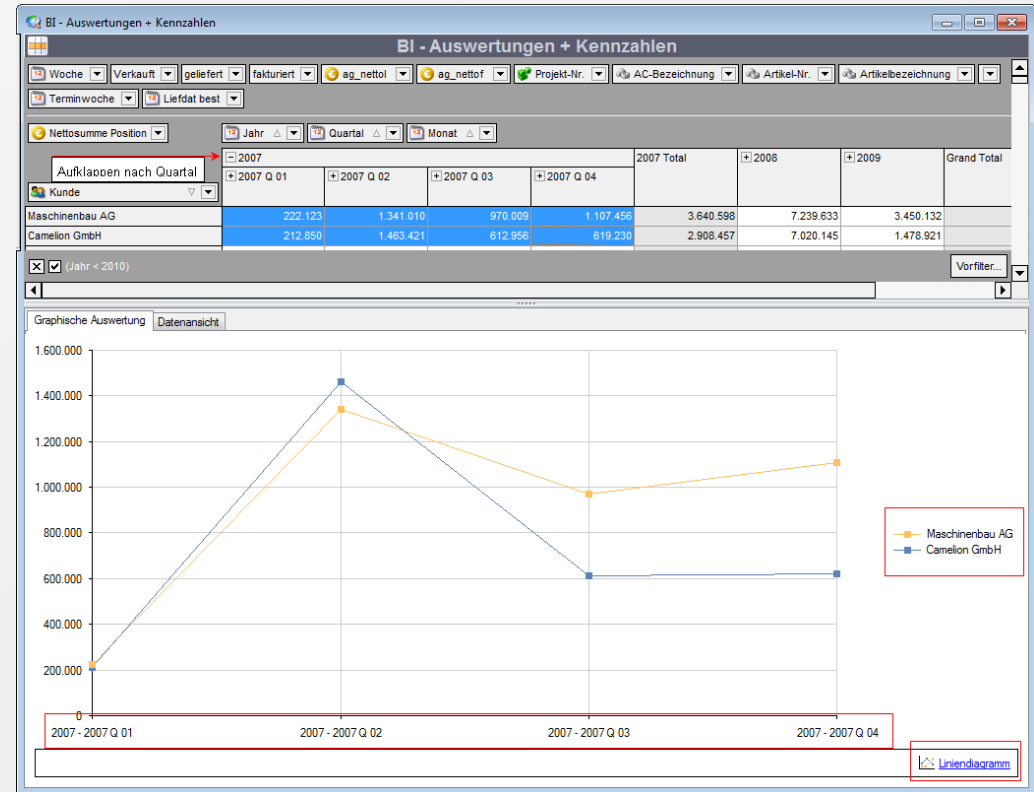 BI - Auswertungen + Kennzahlen
BI - Auswertungen + Kennzahlen
Woche Verkauft geliefert fakturiert ag_nettol ag_nettof Projekt-Nr. AC-Bezeichnung Artikel-Nr. Artikelbezeichnung
Terminwoche Liefdat best
Nettosumme Position Jahr Quartal Monat
2007 2007 Total 2008 2009 Grand Total
Aufklappen nach Quartal 2007 Q 01 2007 Q 02 2007 Q 03 2007 Q 04
Kunde
Maschinenbau AG 222.123 1.341.010 970.009 1.107.456 3.640.598 7.239.633 3.450.132
Camelion GmbH 212.850 1.463.421 612.956 619.230 2.908.457 7.020.145 1.478.921
(Jahr < 2010) Vorfilter...
Graphische Auswertung Datenansicht
1.600.000
1.400.000
1.200.000
1.000.000
800.000
600.000
400.000
200.000
0
Maschinenbau AG
Camelion GmbH
2007 - 2007 Q 01 2007 - 2007 Q 02 2007 - 2007 Q 03 2007 - 2007 Q 04
Liniendiagramm